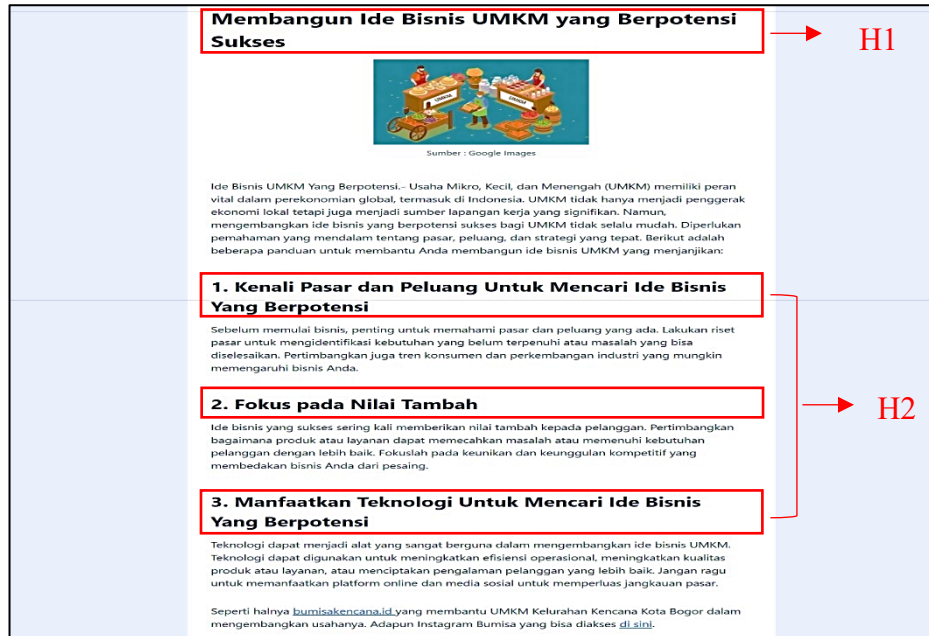 Membangun Ide Bisnis UMKM yang Berpotensi
Sukses
H1
UMKM
UMKM
Sumber : Google Images
Ide Bisnis UMKM Yang Berpotensi.- Usaha Mikro, Kecil, dan Menengah (UMKM) memiliki peran
vital dalam perekonomian global, termasuk di Indonesia. UMKM tidak hanya menjadi penggerak
ekonomi lokal tetapi juga menjadi sumber lapangan kerja yang signifikan. Namun,
mengembangkan ide bisnis yang berpotensi sukses bagi UMKM tidak selalu mudah. Diperlukan
pemahaman yang mendalam tentang pasar, peluang, dan strategi yang tepat. Berikut adalah
beberapa panduan untuk membantu Anda membangun ide bisnis UMKM yang menjanjikan:
1. Kenali Pasar dan Peluang Untuk Mencari Ide Bisnis
Yang Berpotensi
Sebelum memulai bisnis, penting untuk memahami pasar dan peluang yang ada. Lakukan riset
pasar untuk mengidentifikasi kebutuhan yang belum terpenuhi atau masalah yang bisa
diselesaikan. Pertimbangkan juga tren konsumen dan perkembangan industri yang mungkin
memengaruhi bisnis Anda.
2. Fokus pada Nilai Tambah
H2
Ide bisnis yang sukses sering kali memberikan nilai tambah kepada pelanggan. Pertimbangkan
bagaimana produk atau layanan dapat memecahkan masalah atau memenuhi kebutuhan
pelanggan dengan lebih baik. Fokuslah pada keunikan dan keunggulan kompetitif yang
membedakan bisnis Anda dari pesaing.
3. Manfaatkan Teknologi Untuk Mencari Ide Bisnis
Yang Berpotensi
Teknologi dapat menjadi alat yang sangat berguna dalam mengembangkan ide bisnis UMKM.
Teknologi dapat digunakan untuk meningkatkan efisiensi operasional, meningkatkan kualitas
produk atau layanan, atau menciptakan pengalaman pelanggan yang lebih baik. Jangan ragu
untuk memanfaatkan platform online dan media sosial untuk memperluas jangkauan pasar.
Seperti halnya bumisakencana.id yang membantu UMKM Kelurahan Kencana Kota Bogor dalam
mengembangkan usahanya. Adapun Instagram Bumisa yang bisa diakses di sini.